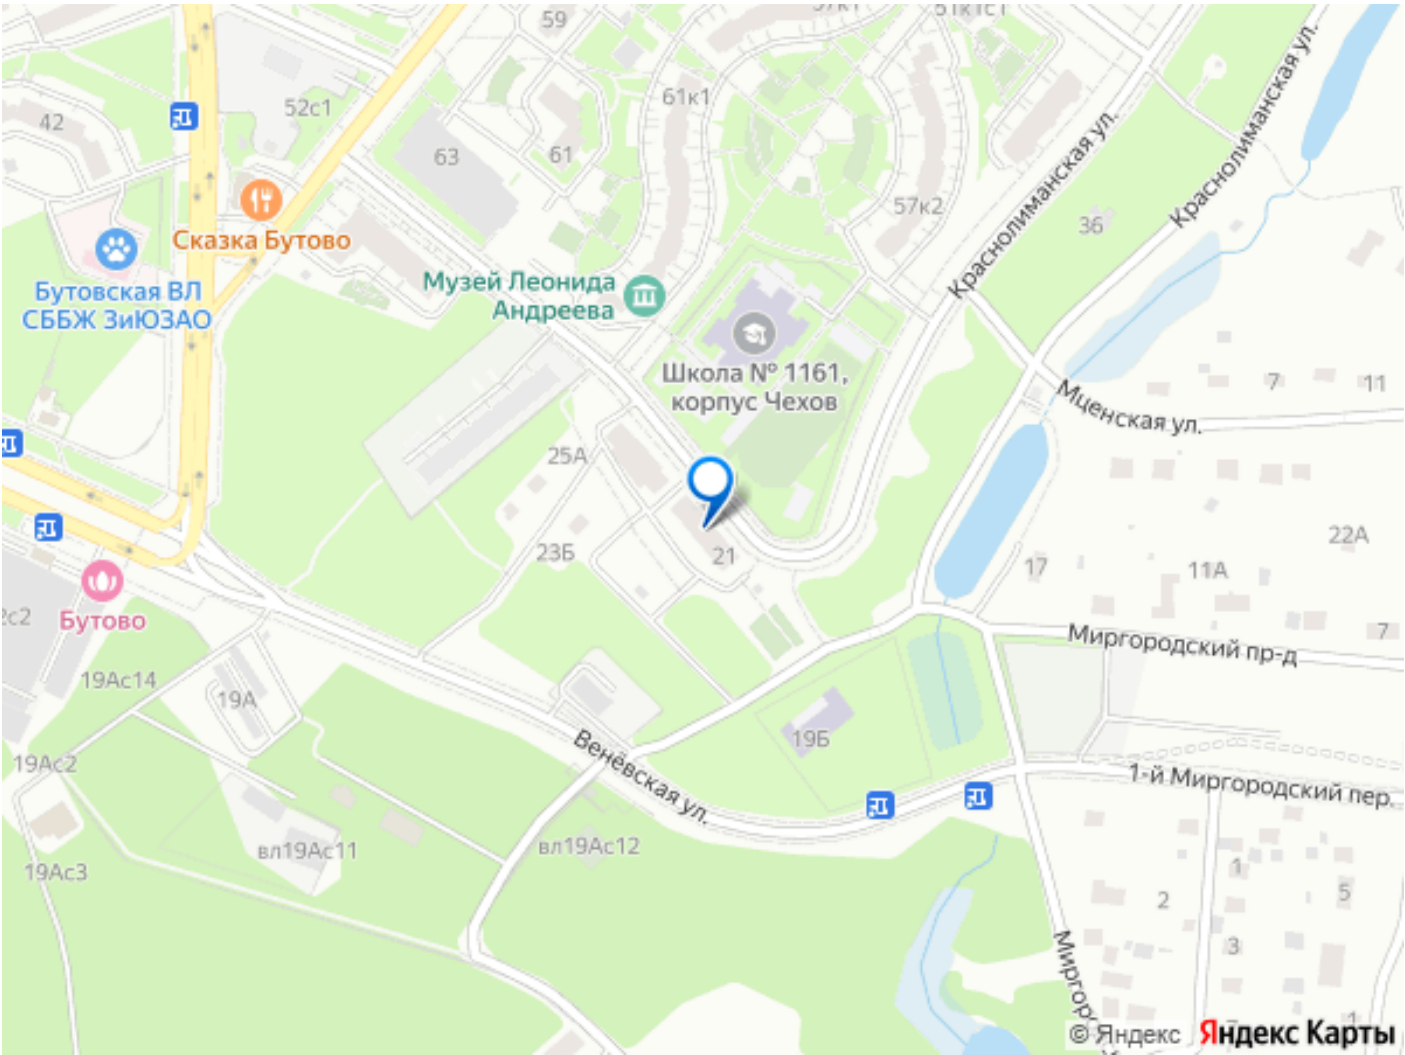 59
57к1
51к1с1
52с1
61к1
42
63
61
57к2
36
Краснолиманская ул.
Краснолиманская ул.
Сказка Бутово
Бутовская ВЛ
СББЖ ЗиЮЗАО
Музей Леонида
Андреева
Школа № 1161,
корпус Чехов
7
11
Мценская ул.
25А
23Б
21
17
22А
11А
7
Бутово
Миргородский пр-д
19Ас14
19А
19Б
Венёвская ул.
19Ас2
1-й Миргородский пер.
вл19Ас11
вл19Ас12
19Ас3
1
2
5
3
1
© Яндекс
Яндекс Карты